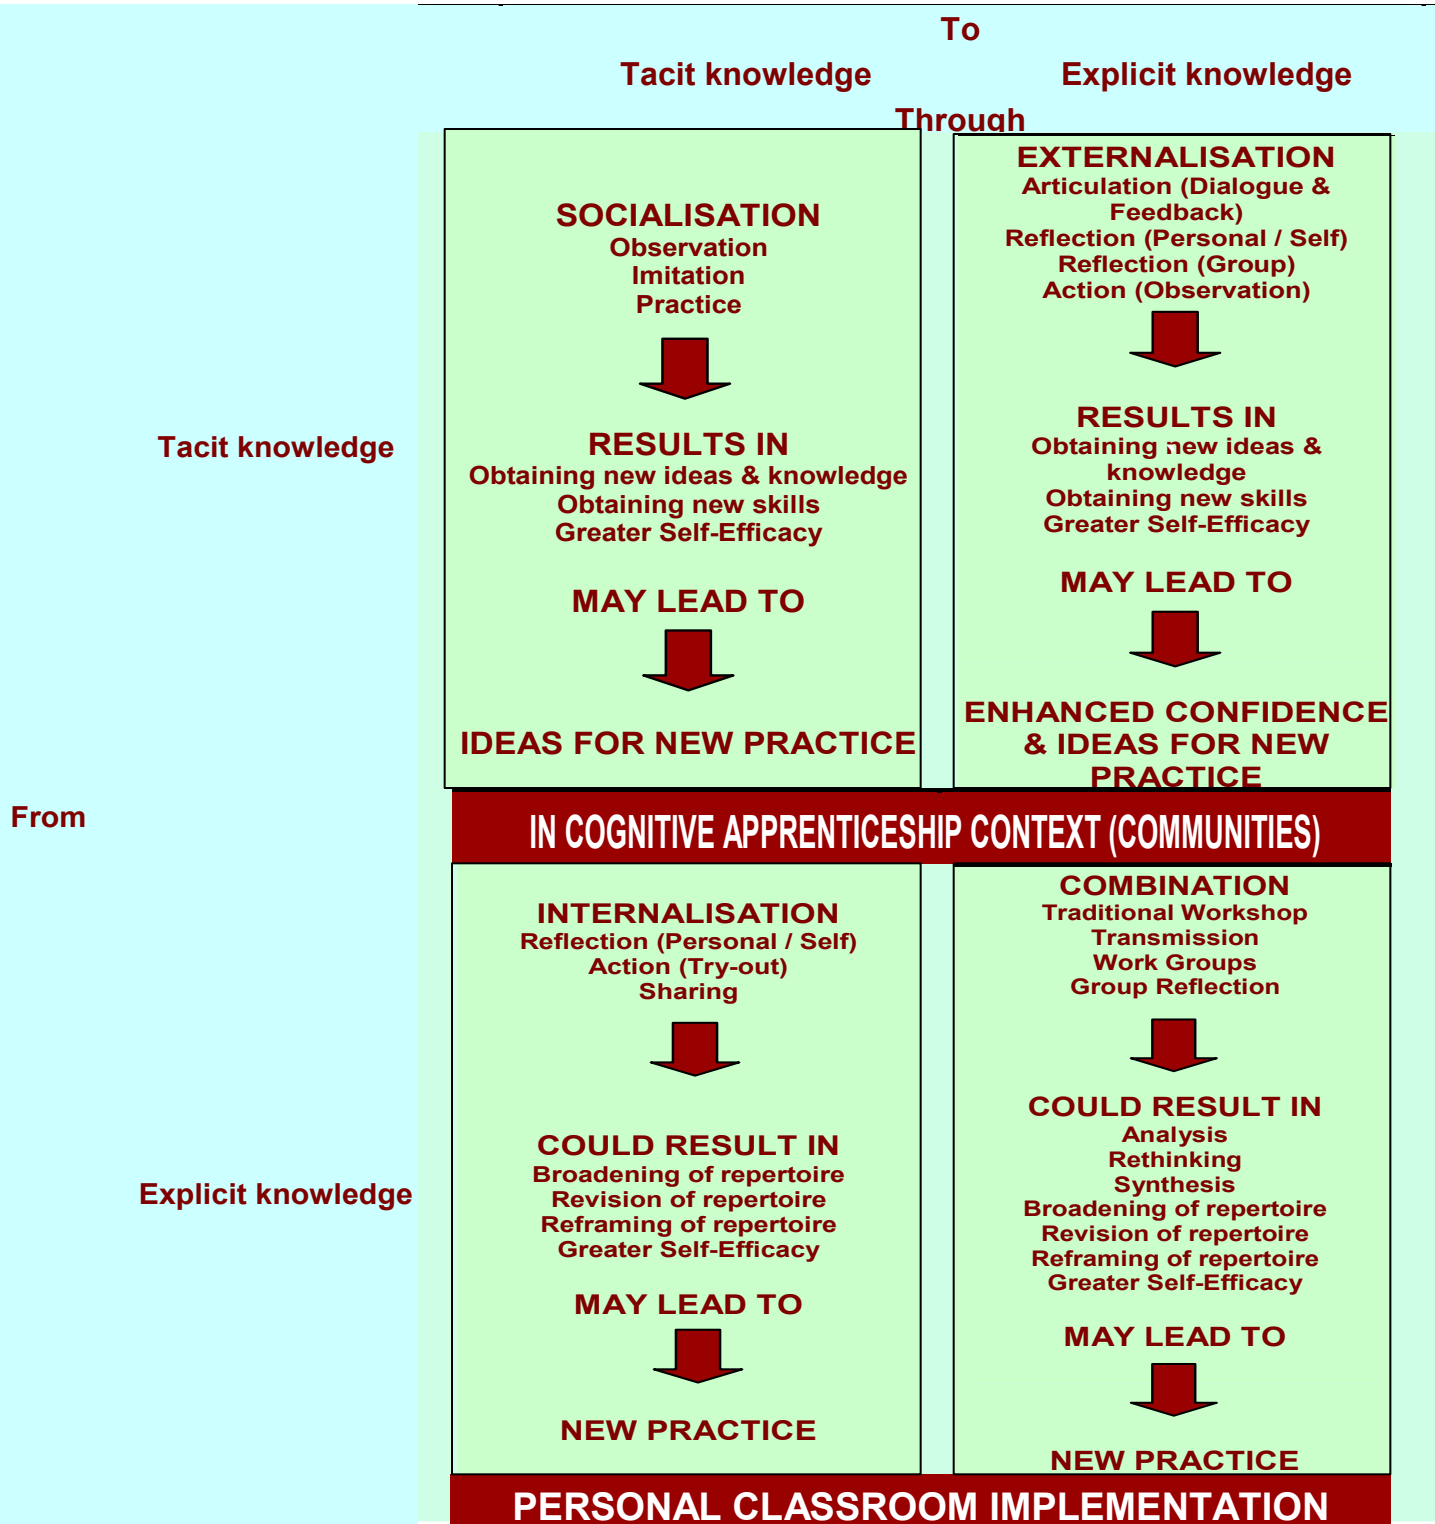 To
Tacit knowledge
Explicit knowledge
Through
From
Tacit knowledge
SOCIALISATION
Observation
Imitation
Practice
RESULTS IN
Obtaining new ideas & knowledge
Obtaining new skills
Greater Self-Efficacy
MAY LEAD TO
IDEAS FOR NEW PRACTICE
EXTERNALISATION
Articulation (Dialogue &
Feedback)
Reflection (Personal / Self)
Reflection (Group)
Action (Observation)
RESULTS IN
Obtaining new ideas &
knowledge
Obtaining new skills
Greater Self-Efficacy
MAY LEAD TO
ENHANCED CONFIDENCE
& IDEAS FOR NEW
PRACTICE
IN COGNITIVE APPRENTICESHIP CONTEXT (COMMUNITIES)
Explicit knowledge
INTERNALISATION
Reflection (Personal / Self)
Action (Try-out)
Sharing
COULD RESULT IN
Broadening of repertoire
Revision of repertoire
Reframing of repertoire
Greater Self-Efficacy
MAY LEAD TO
NEW PRACTICE
COMBINATION
Traditional Workshop
Transmission
Work Groups
Group Reflection
COULD RESULT IN
Analysis
Rethinking
Synthesis
Broadening of repertoire
Revision of repertoire
Reframing of repertoire
Greater Self-Efficacy
MAY LEAD TO
NEW PRACTICE
PERSONAL CLASSROOM IMPLEMENTATION